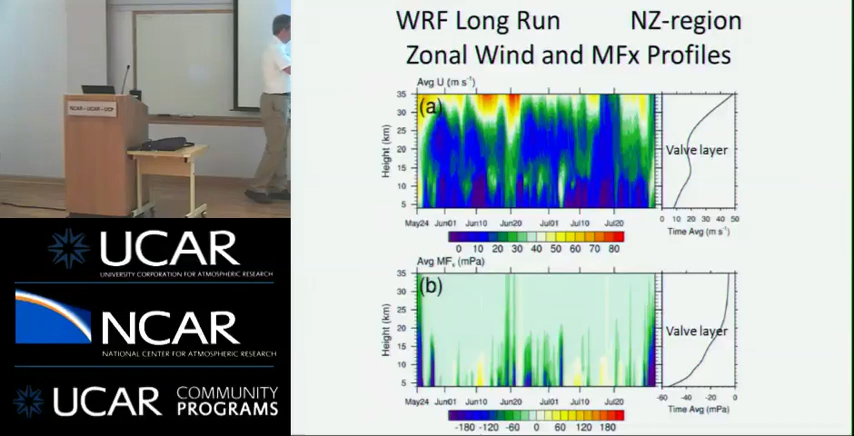 WRF Long Run NZ-region
Zonal Wind and MFx Profiles
Avg U (m s⁻¹)
(a)
Height (km)
35
30
25
20
15
10
5
May24 Jun01 Jun10 Jun20 Jul01 Jul10 Jul20
0 10 20 30 40 50 60 70 80
Valve layer
0 10 20 30 40 50
Time Avg (m s⁻¹)
Avg MFₓ (mPa)
(b)
Height (km)
35
30
25
20
15
10
5
May24 Jun01 Jun10 Jun20 Jul01 Jul10 Jul20
-180 -120 -60 0 60 120 180
Valve layer
-60 -40 -20 0
Time Avg (mPa)
NCAR – UCAR – UCP
UCAR
UNIVERSITY CORPORATION FOR ATMOSPHERIC RESEARCH
NCAR
NATIONAL CENTER FOR ATMOSPHERIC RESEARCH
UCAR COMMUNITY
PROGRAMS